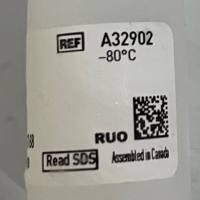 REF A32902
-80°C
RUO
Read SDS Assembled in Canada